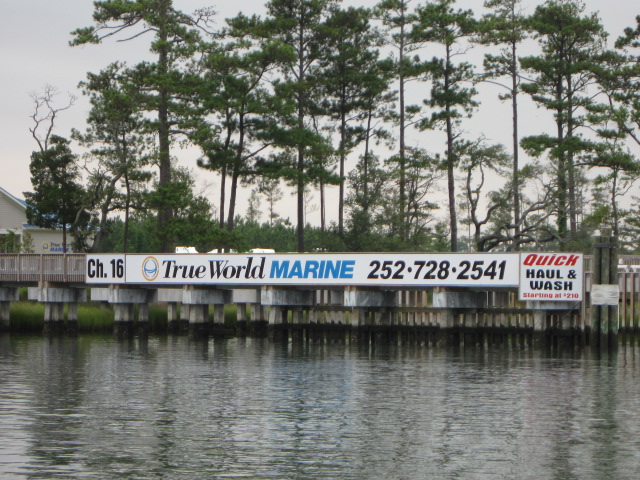 Ch. 16 True World MARINE 252·728·2541
QUICK
HAUL &
WASH
Starting at $210